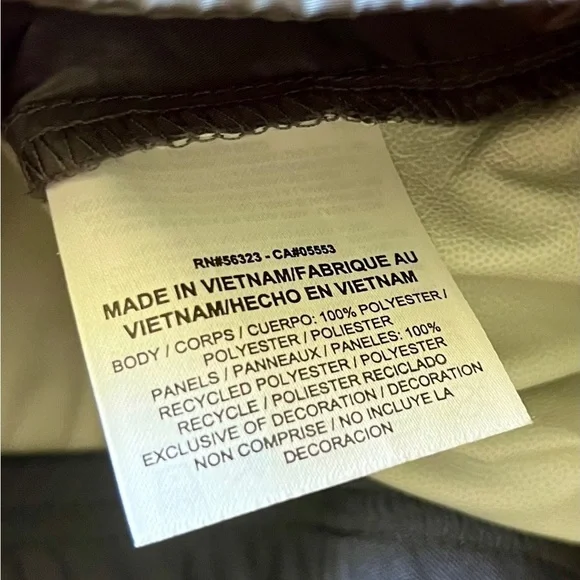 RN#56323 - CA#05553
MADE IN VIETNAM/FABRIQUE AU
VIETNAM/HECHO EN VIETNAM
BODY / CORPS / CUERPO: 100% POLYESTER /
POLYESTER / POLIESTER
PANELS / PANNEAUX / PANELES: 100%
RECYCLED POLYESTER / POLYESTER
RECYCLE / POLIESTER RECICLADO
EXCLUSIVE OF DECORATION / DECORATION
NON COMPRISE / NO INCLUYE LA
DECORACION